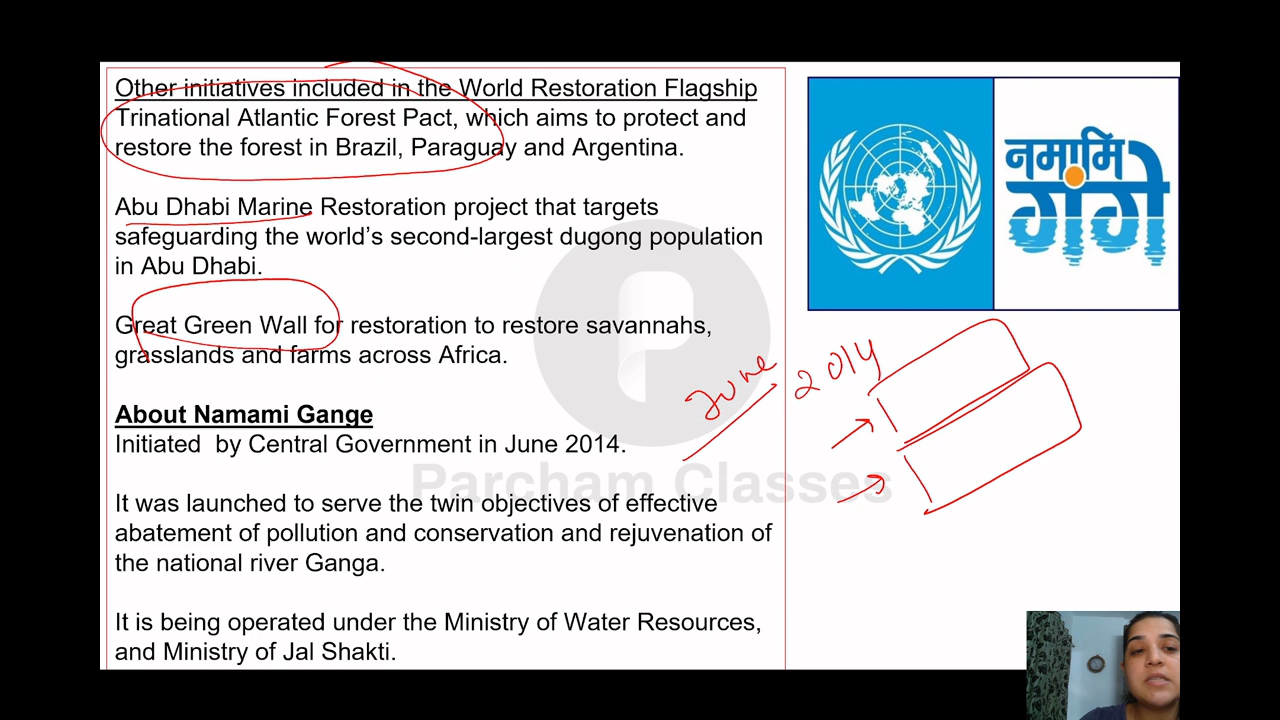 Other initiatives included in the World Restoration Flagship
Trinational Atlantic Forest Pact, which aims to protect and
restore the forest in Brazil, Paraguay and Argentina.
Abu Dhabi Marine Restoration project that targets
safeguarding the world’s second-largest dugong population
in Abu Dhabi.
Great Green Wall for restoration to restore savannahs,
grasslands and farms across Africa.
About Namami Gange
Initiated by Central Government in June 2014.
It was launched to serve the twin objectives of effective
abatement of pollution and conservation and rejuvenation of
the national river Ganga.
It is being operated under the Ministry of Water Resources,
and Ministry of Jal Shakti.
Parcham Classes
नमामि
गंगे
June 2014